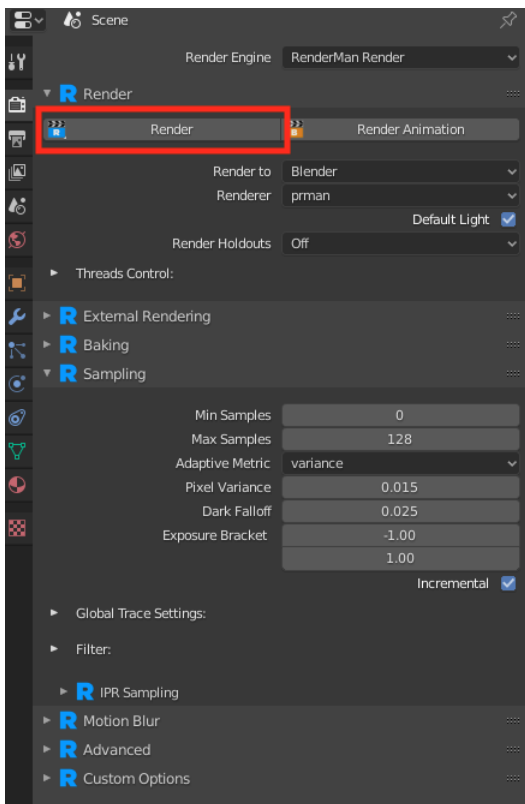 Scene
Render Engine RenderMan Render
Render
Render Render Animation
Render to Blender
Renderer prman
Default Light
Render Holdouts Off
Threads Control:
External Rendering
Baking
Sampling
Min Samples 0
Max Samples 128
Adaptive Metric variance
Pixel Variance 0.015
Dark Falloff 0.025
Exposure Bracket -1.00
1.00
Incremental
Global Trace Settings:
Filter:
IPR Sampling
Motion Blur
Advanced
Custom Options